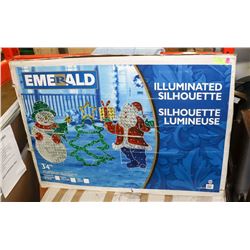 EMERALD
ILLUMINATED
SILHOUETTE
SILHOUETTE
LUMINEUSE
34"